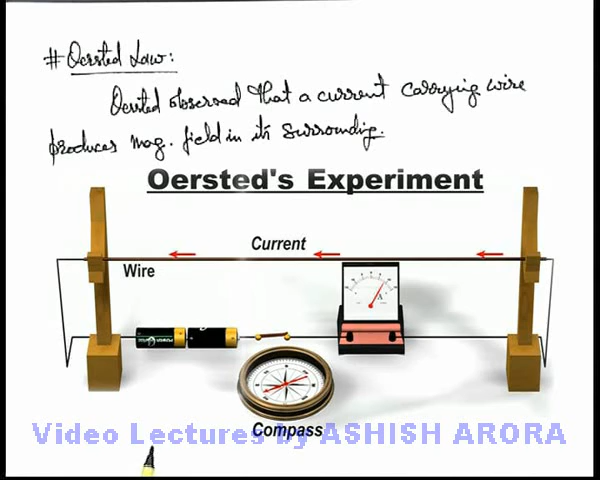 # Oersted Law:
Oersted observed that a current carrying wire
produces mag. field in its surrounding.
Oersted's Experiment
Current
Wire
A
Compass
Video Lectures by ASHISH ARORA